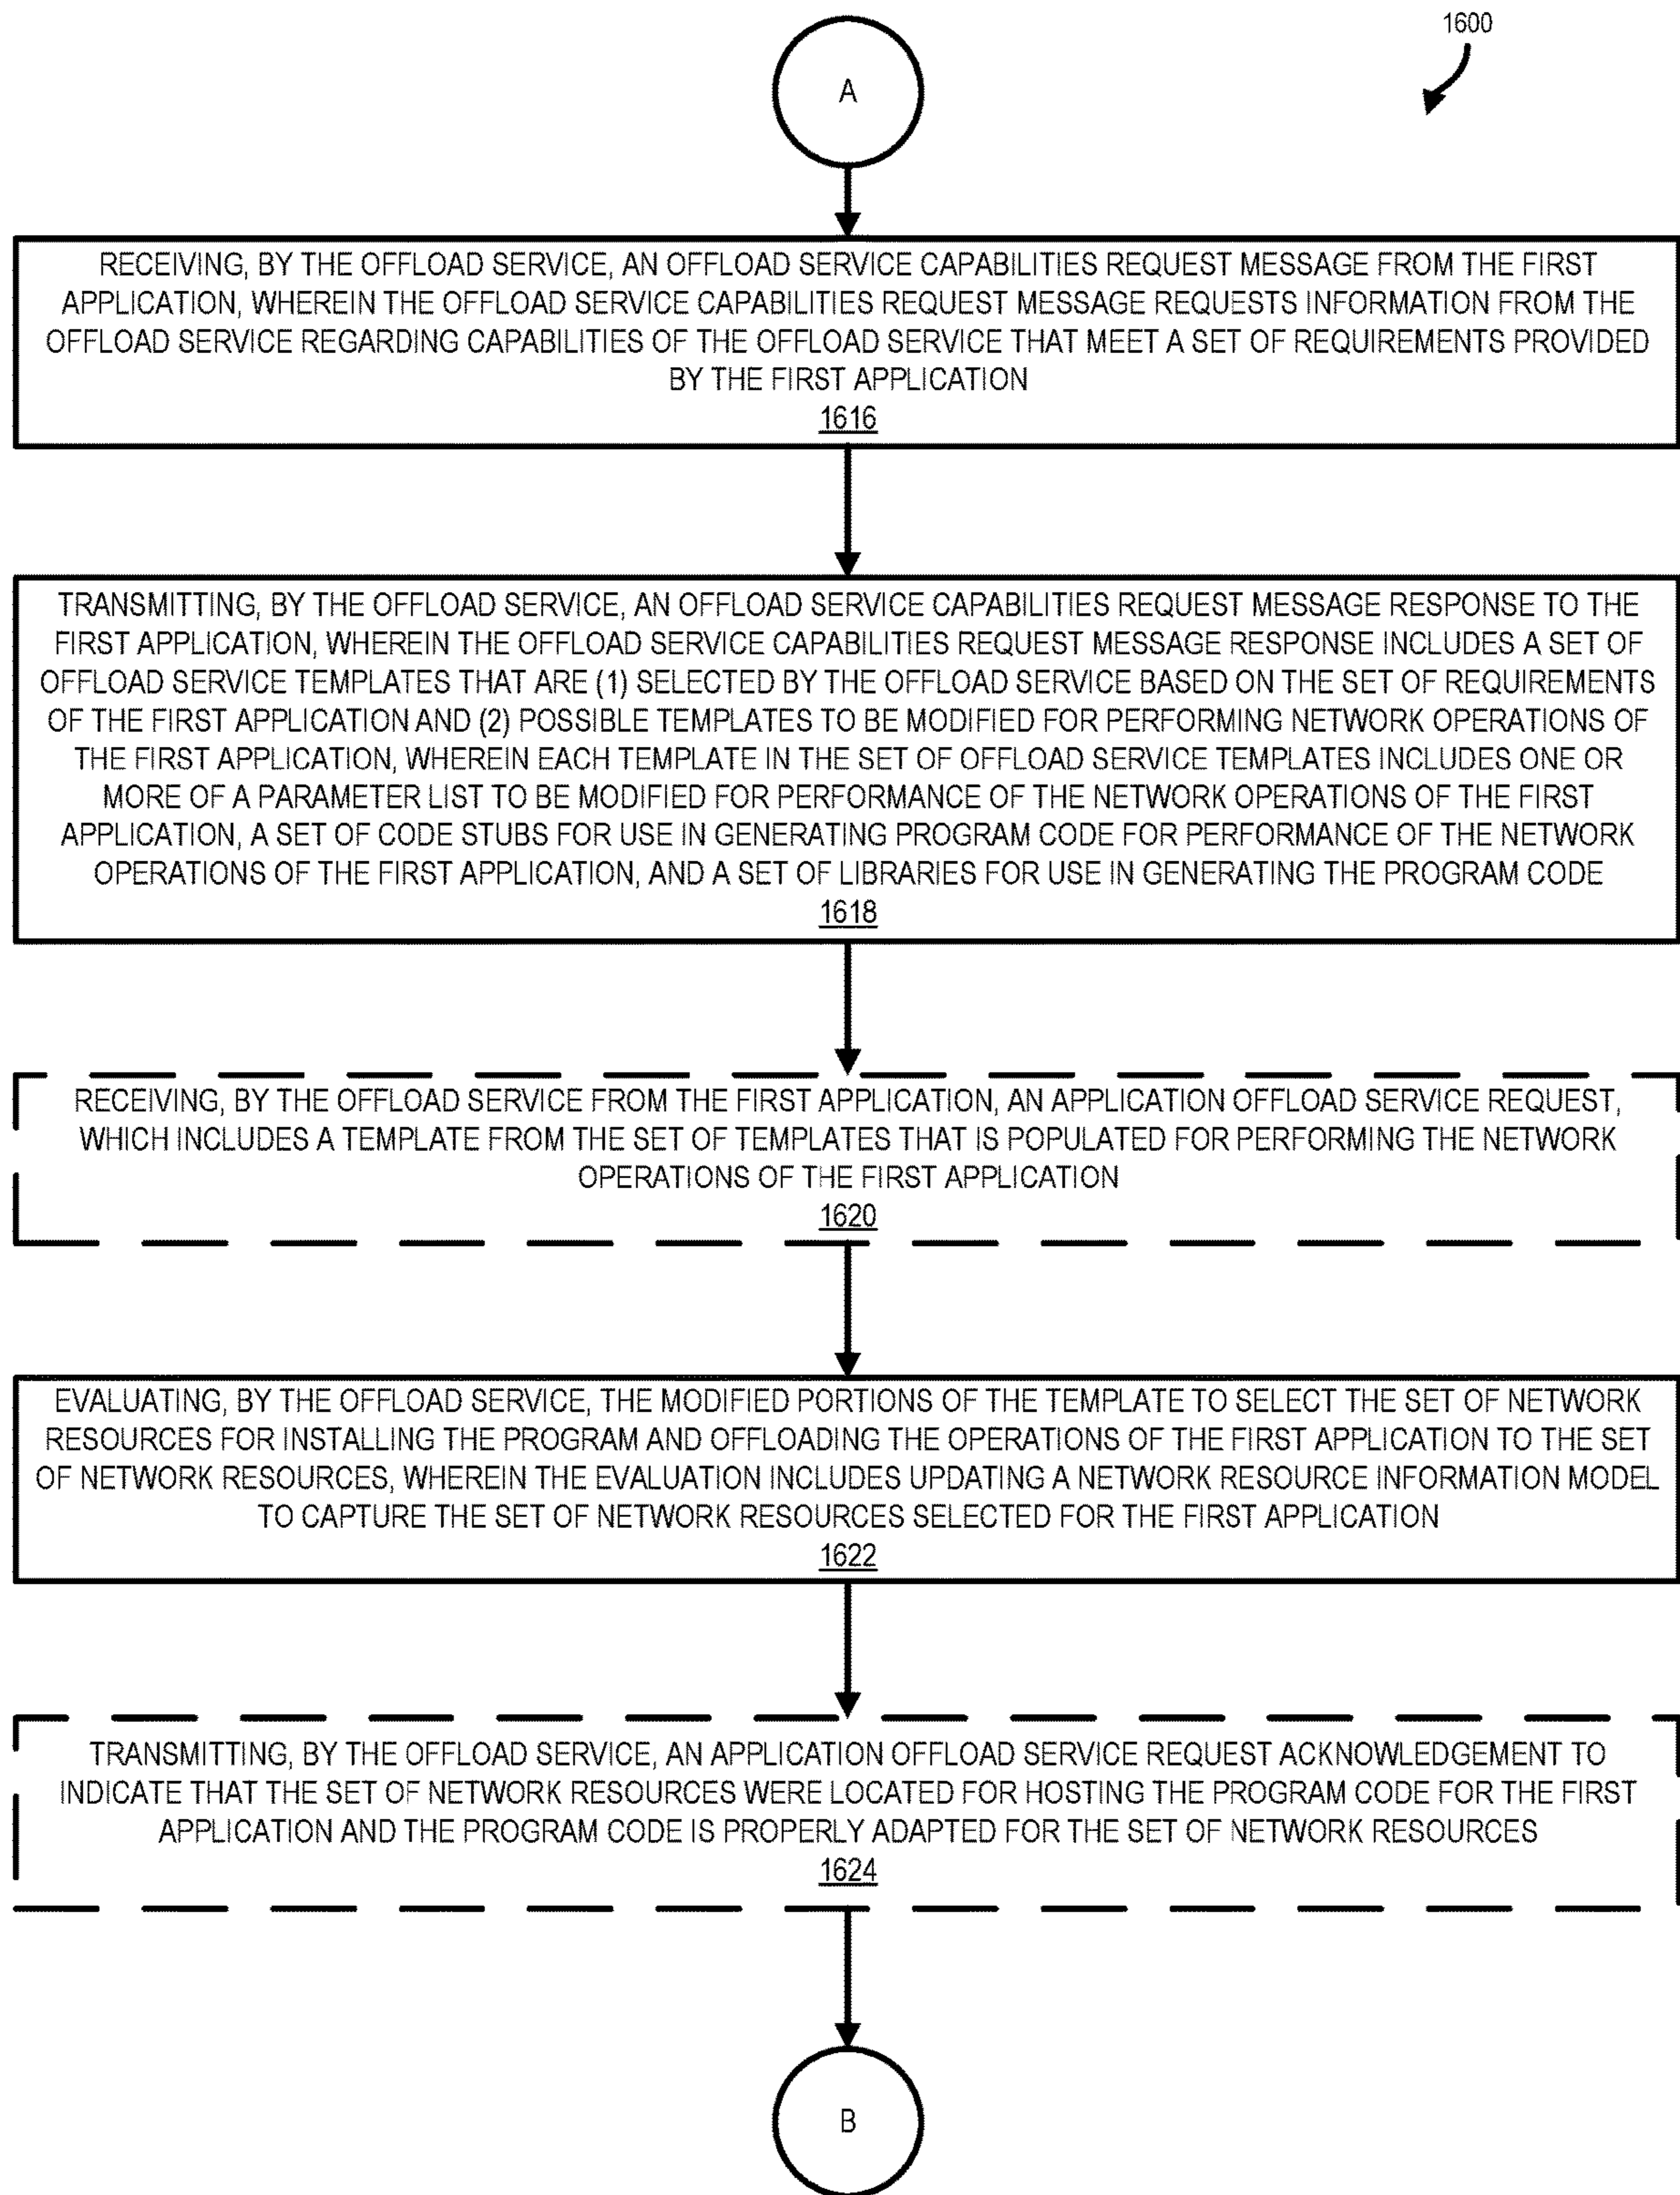 1600
A
RECEIVING, BY THE OFFLOAD SERVICE, AN OFFLOAD SERVICE CAPABILITIES REQUEST MESSAGE FROM THE FIRST
APPLICATION, WHEREIN THE OFFLOAD SERVICE CAPABILITIES REQUEST MESSAGE REQUESTS INFORMATION FROM THE
OFFLOAD SERVICE REGARDING CAPABILITIES OF THE OFFLOAD SERVICE THAT MEET A SET OF REQUIREMENTS PROVIDED
BY THE FIRST APPLICATION
1616
TRANSMITTING, BY THE OFFLOAD SERVICE, AN OFFLOAD SERVICE CAPABILITIES REQUEST MESSAGE RESPONSE TO THE
FIRST APPLICATION, WHEREIN THE OFFLOAD SERVICE CAPABILITIES REQUEST MESSAGE RESPONSE INCLUDES A SET OF
OFFLOAD SERVICE TEMPLATES THAT ARE (1) SELECTED BY THE OFFLOAD SERVICE BASED ON THE SET OF REQUIREMENTS
OF THE FIRST APPLICATION AND (2) POSSIBLE TEMPLATES TO BE MODIFIED FOR PERFORMING NETWORK OPERATIONS OF
THE FIRST APPLICATION, WHEREIN EACH TEMPLATE IN THE SET OF OFFLOAD SERVICE TEMPLATES INCLUDES ONE OR
MORE OF A PARAMETER LIST TO BE MODIFIED FOR PERFORMANCE OF THE NETWORK OPERATIONS OF THE FIRST
APPLICATION, A SET OF CODE STUBS FOR USE IN GENERATING PROGRAM CODE FOR PERFORMANCE OF THE NETWORK
OPERATIONS OF THE FIRST APPLICATION, AND A SET OF LIBRARIES FOR USE IN GENERATING THE PROGRAM CODE
1618
RECEIVING, BY THE OFFLOAD SERVICE FROM THE FIRST APPLICATION, AN APPLICATION OFFLOAD SERVICE REQUEST,
WHICH INCLUDES A TEMPLATE FROM THE SET OF TEMPLATES THAT IS POPULATED FOR PERFORMING THE NETWORK
OPERATIONS OF THE FIRST APPLICATION
1620
EVALUATING, BY THE OFFLOAD SERVICE, THE MODIFIED PORTIONS OF THE TEMPLATE TO SELECT THE SET OF NETWORK
RESOURCES FOR INSTALLING THE PROGRAM AND OFFLOADING THE OPERATIONS OF THE FIRST APPLICATION TO THE SET
OF NETWORK RESOURCES, WHEREIN THE EVALUATION INCLUDES UPDATING A NETWORK RESOURCE INFORMATION MODEL
TO CAPTURE THE SET OF NETWORK RESOURCES SELECTED FOR THE FIRST APPLICATION
1622
TRANSMITTING, BY THE OFFLOAD SERVICE, AN APPLICATION OFFLOAD SERVICE REQUEST ACKNOWLEDGEMENT TO
INDICATE THAT THE SET OF NETWORK RESOURCES WERE LOCATED FOR HOSTING THE PROGRAM CODE FOR THE FIRST
APPLICATION AND THE PROGRAM CODE IS PROPERLY ADAPTED FOR THE SET OF NETWORK RESOURCES
1624
B